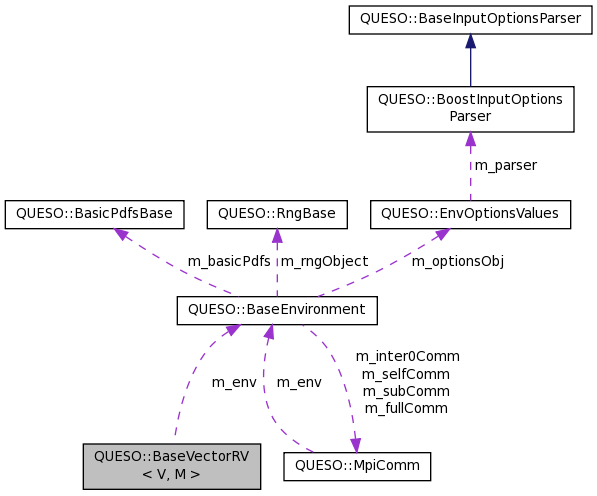 QUESO::BaseInputOptionsParser
QUESO::BoostInputOptions
Parser
m_parser
QUESO::BasicPdfsBase
QUESO::RngBase
QUESO::EnvOptionsValues
m_basicPdfs
m_rngObject
m_optionsObj
QUESO::BaseEnvironment
m_inter0Comm
m_selfComm
m_subComm
m_fullComm
m_env
m_env
QUESO::BaseVectorRV
< V, M >
QUESO::MpiComm